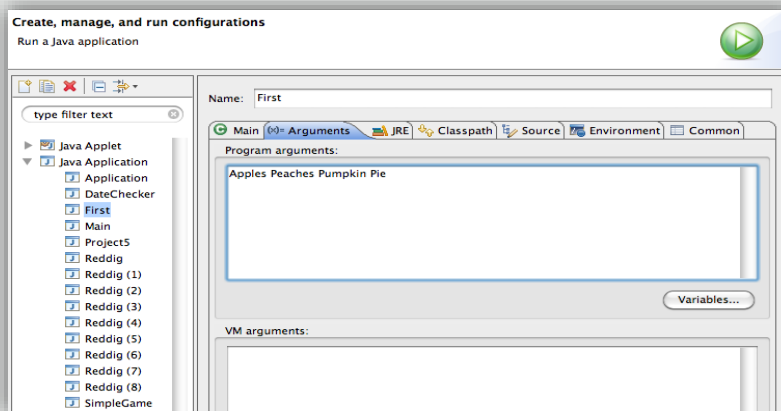 Create, manage, and run configurations
Run a Java application
type filter text
Java Applet
Java Application
Application
DateChecker
First
Main
Project5
Reddig
Reddig (1)
Reddig (2)
Reddig (3)
Reddig (4)
Reddig (5)
Reddig (6)
Reddig (7)
Reddig (8)
SimpleGame
Name: First
Main (x)= Arguments JRE Classpath Source Environment Common
Program arguments:
Apples Peaches Pumpkin Pie
Variables...
VM arguments: